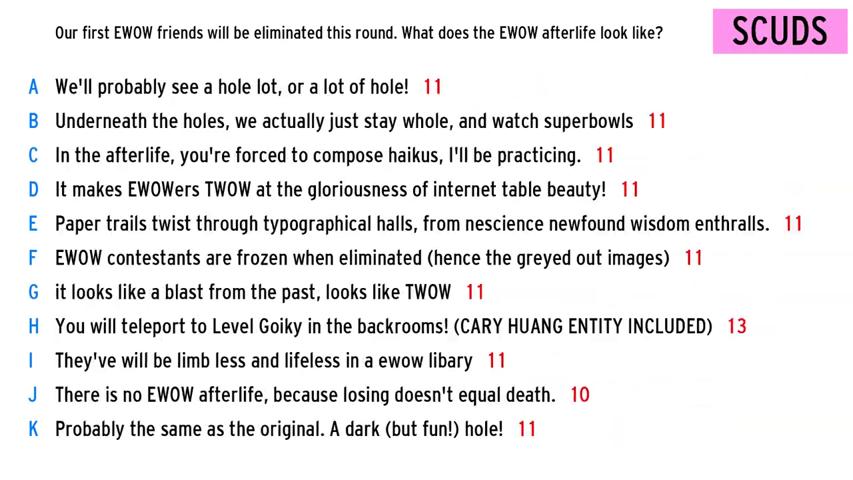 Our first EWOW friends will be eliminated this round. What does the EWOW afterlife look like?
SCUDS
A We'll probably see a hole lot, or a lot of hole! 11
B Underneath the holes, we actually just stay whole, and watch superbowls 11
C In the afterlife, you're forced to compose haikus, I'll be practicing. 11
D It makes EWOWers TWOW at the gloriousness of internet table beauty! 11
E Paper trails twist through typographical halls, from nescience newfound wisdom enthralls. 11
F EWOW contestants are frozen when eliminated (hence the greyed out images) 11
G it looks like a blast from the past, looks like TWOW 11
H You will teleport to Level Goiky in the backrooms! (CARY HUANG ENTITY INCLUDED) 13
I They've will be limb less and lifeless in a ewow libary 11
J There is no EWOW afterlife, because losing doesn't equal death. 10
K Probably the same as the original. A dark (but fun!) hole! 11